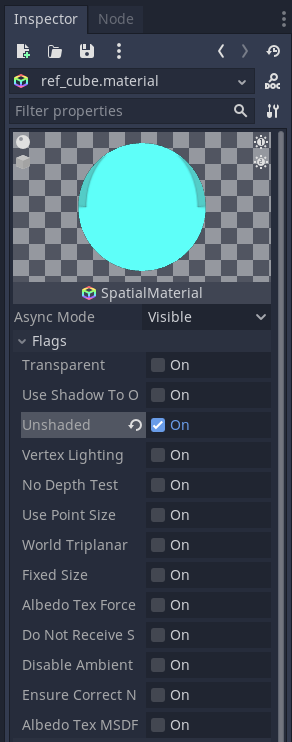 Inspector
Node
ref_cube.material
DOC
Filter properties
SpatialMaterial
Async Mode Visible
Flags
Transparent On
Use Shadow To O On
Unshaded On
Vertex Lighting On
No Depth Test On
Use Point Size On
World Triplanar On
Fixed Size On
Albedo Tex Force On
Do Not Receive S On
Disable Ambient On
Ensure Correct N On
Albedo Tex MSDF On